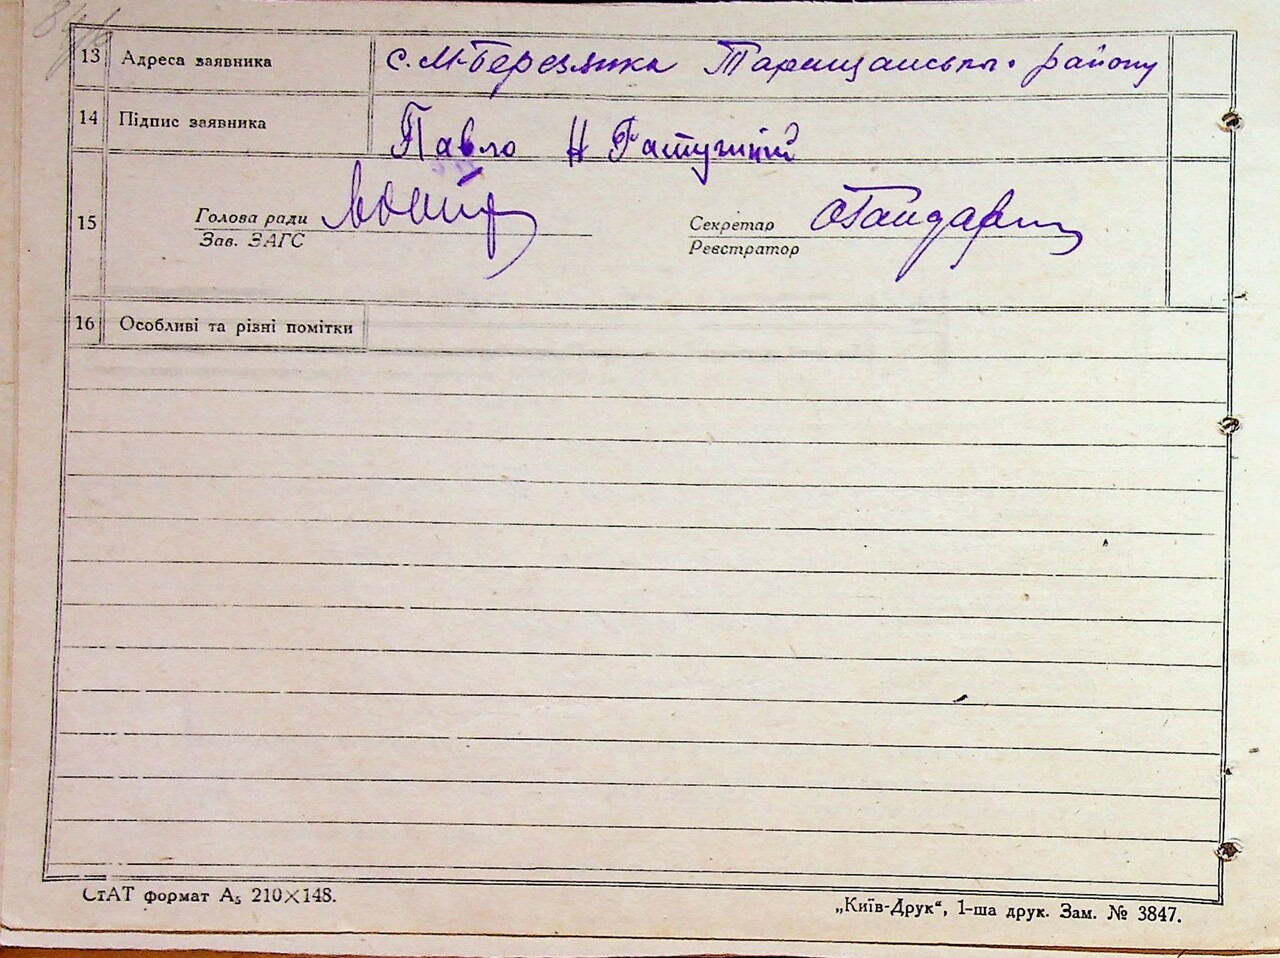 13 Адреса заявника с. М-Березянка Таращанськ. району
14 Підпис заявника Павло Н
15 Голова ради
Зав. ЗАГС
Секретар
Реєстратор
16 Особливі та різні помітки
СтАТ формат А₅ 210×148.
„Київ-Друк“, 1-ша друк. Зам. № 3847.